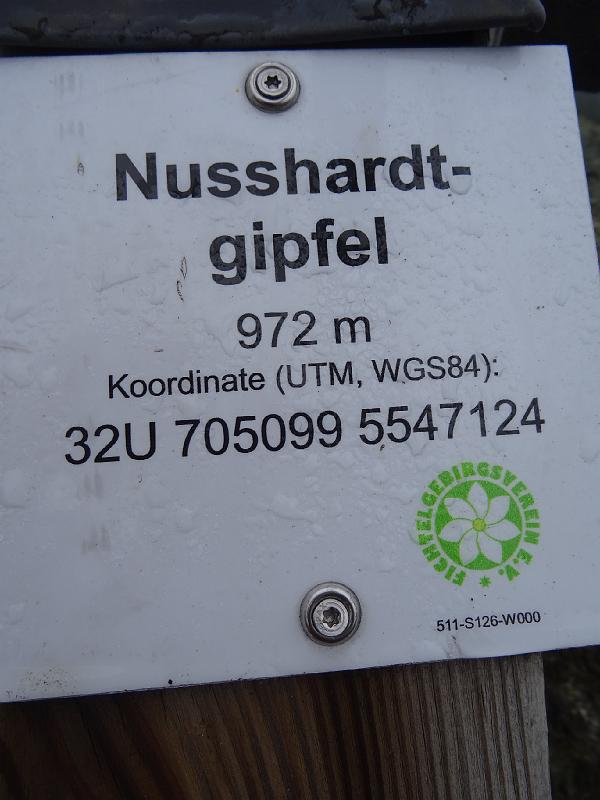 Nusshardt-
gipfel
972 m
Koordinate (UTM, WGS84):
32U 705099 5547124
FICHTELGEBIRGSVEREIN E.V.
511-S126-W000